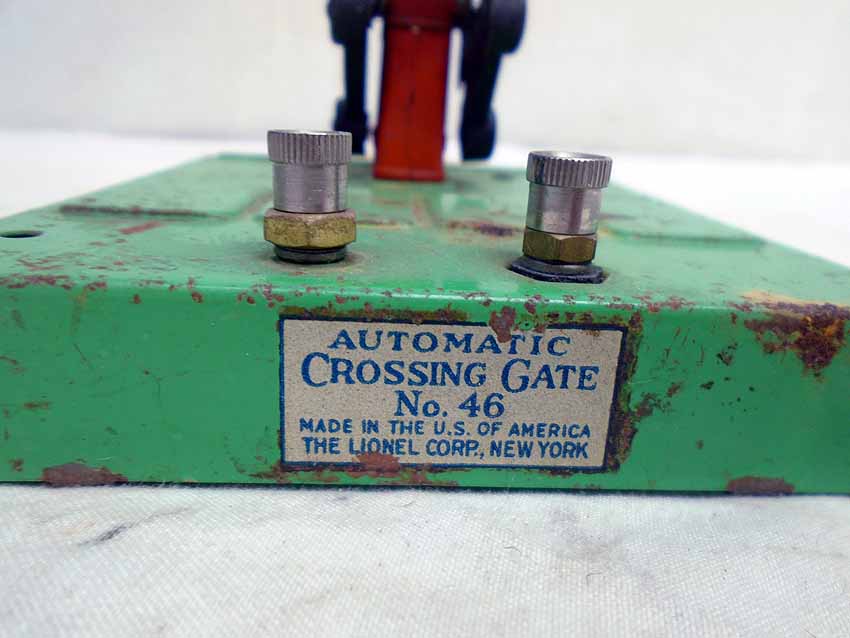 AUTOMATIC
CROSSING GATE
No. 46
MADE IN THE U.S. OF AMERICA
THE LIONEL CORP., NEW YORK